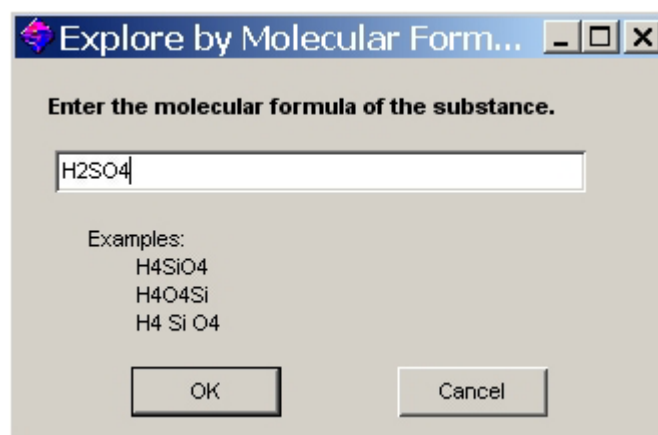 Explore by Molecular Form...
Enter the molecular formula of the substance.
H2SO4
Examples:
H4SiO4
H4O4Si
H4 Si O4
OK Cancel